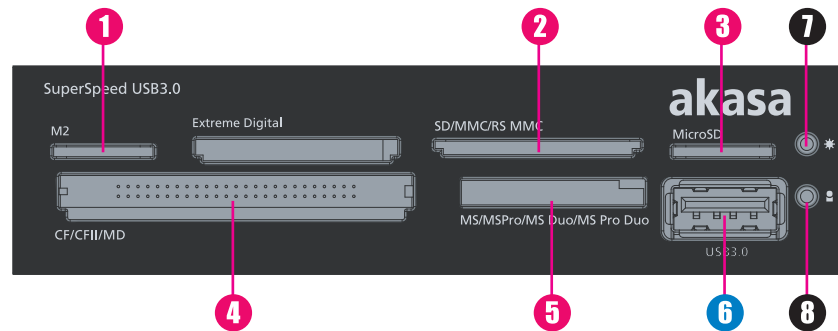 1 2 3 7
SuperSpeed USB3.0
akasa
M2
Extreme Digital
SD/MMC/RS MMC
MicroSD
CF/CFII/MD
MS/MSPro/MS Duo/MS Pro Duo
USB3.0
4 5 6 8